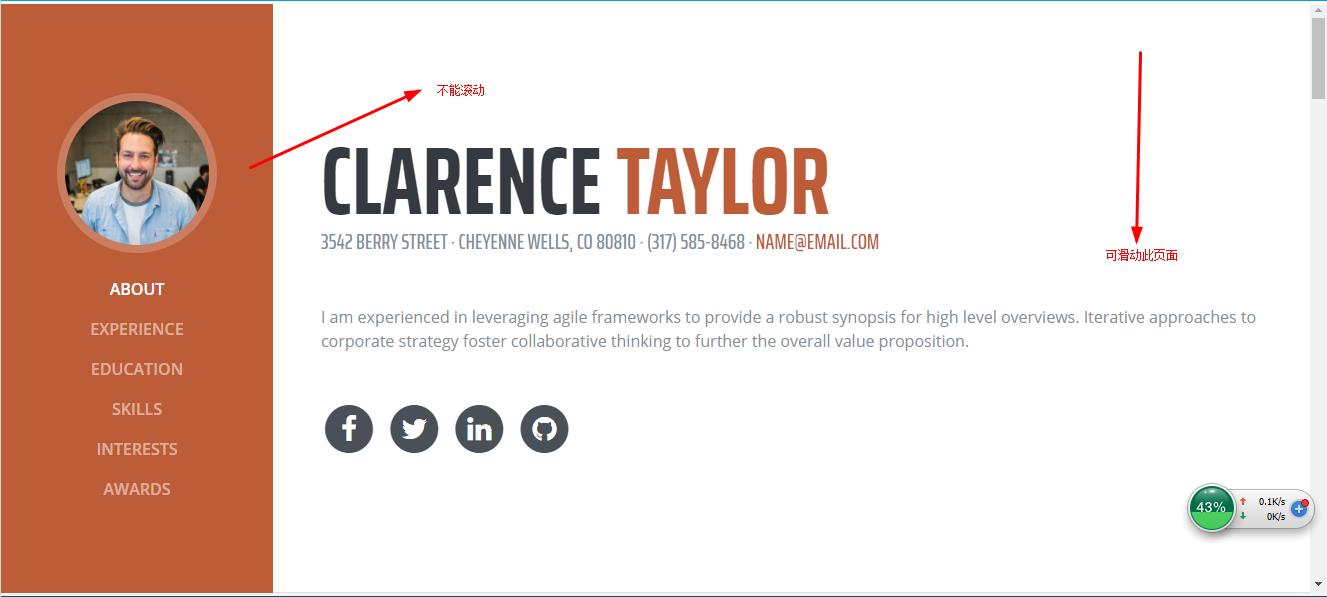 不能滚动
CLARENCE TAYLOR
3542 BERRY STREET · CHEYENNE WELLS, CO 80810 · (317) 585-8468 · NAME@EMAIL.COM
可滑动此页面
ABOUT
EXPERIENCE
EDUCATION
SKILLS
INTERESTS
AWARDS
I am experienced in leveraging agile frameworks to provide a robust synopsis for high level overviews. Iterative approaches to
corporate strategy foster collaborative thinking to further the overall value proposition.
43%
0.1K/s
0K/s